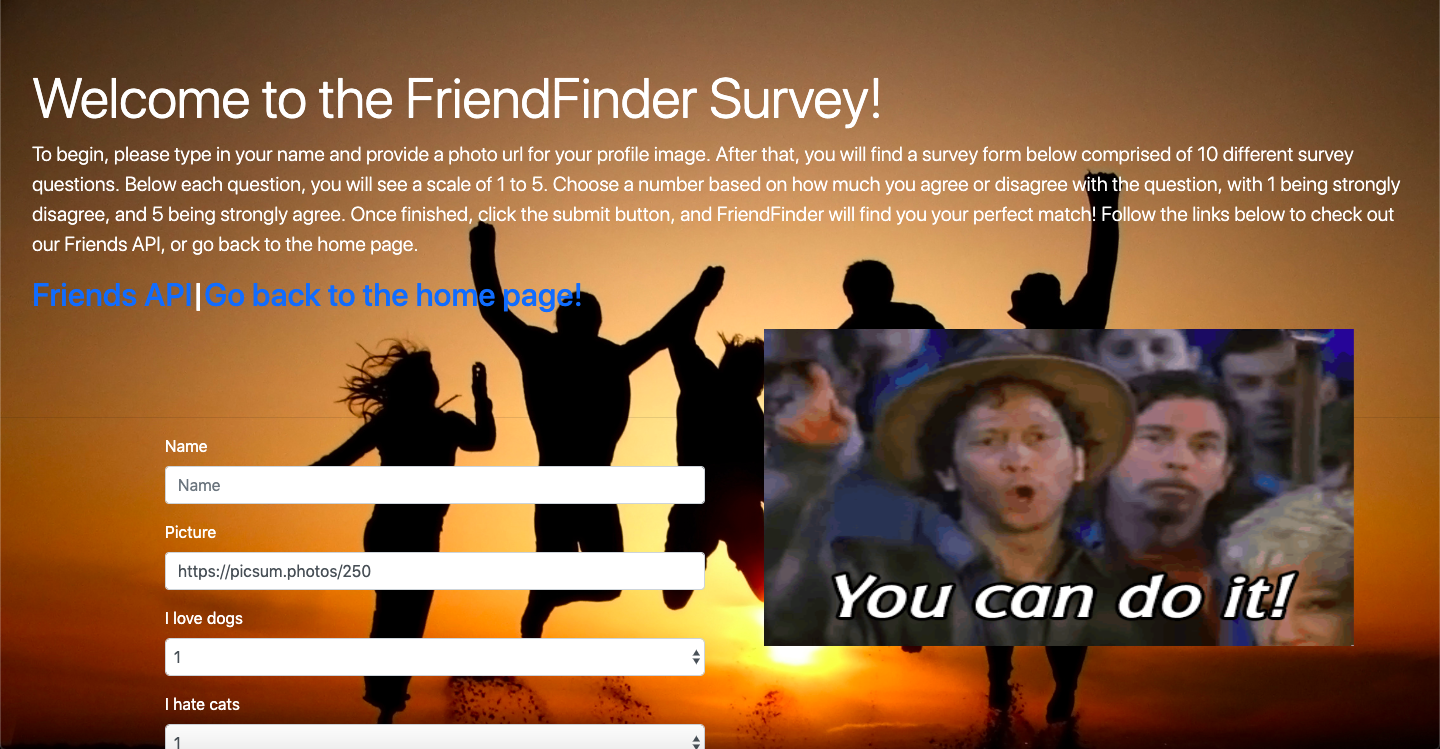 Welcome to the FriendFinder Survey!
To begin, please type in your name and provide a photo url for your profile image. After that, you will find a survey form below comprised of 10 different survey
questions. Below each question, you will see a scale of 1 to 5. Choose a number based on how much you agree or disagree with the question, with 1 being strongly
disagree, and 5 being strongly agree. Once finished, click the submit button, and FriendFinder will find you your perfect match! Follow the links below to check out
our Friends API, or go back to the home page.
Friends API|Go back to the home page!
Name
Name
Picture
https://picsum.photos/250
I love dogs
1
I hate cats
1
You can do it!